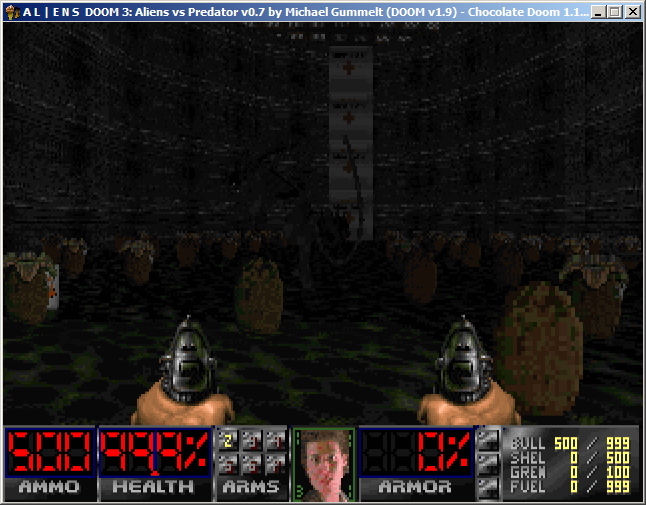 A L | E N S DOOM 3: Aliens vs Predator v0.7 by Michael Gummelt (DOOM v1.9) - Chocolate Doom 1.1...
500 999% 2 0%
BULL 500 / 999
SHEL 0 / 500
GREN 0 / 100
FUEL 0 / 999
AMMO HEALTH ARMS ARMOR